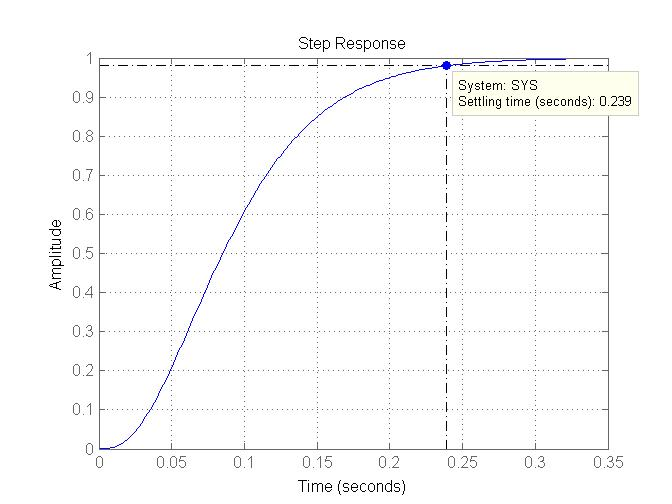 Step Response
1
0.9
0.8
0.7
0.6
0.5
0.4
0.3
0.2
0.1
0
Amplitude
System: SYS
Settling time (seconds): 0.239
0 0.05 0.1 0.15 0.2 0.25 0.3 0.35
Time (seconds)